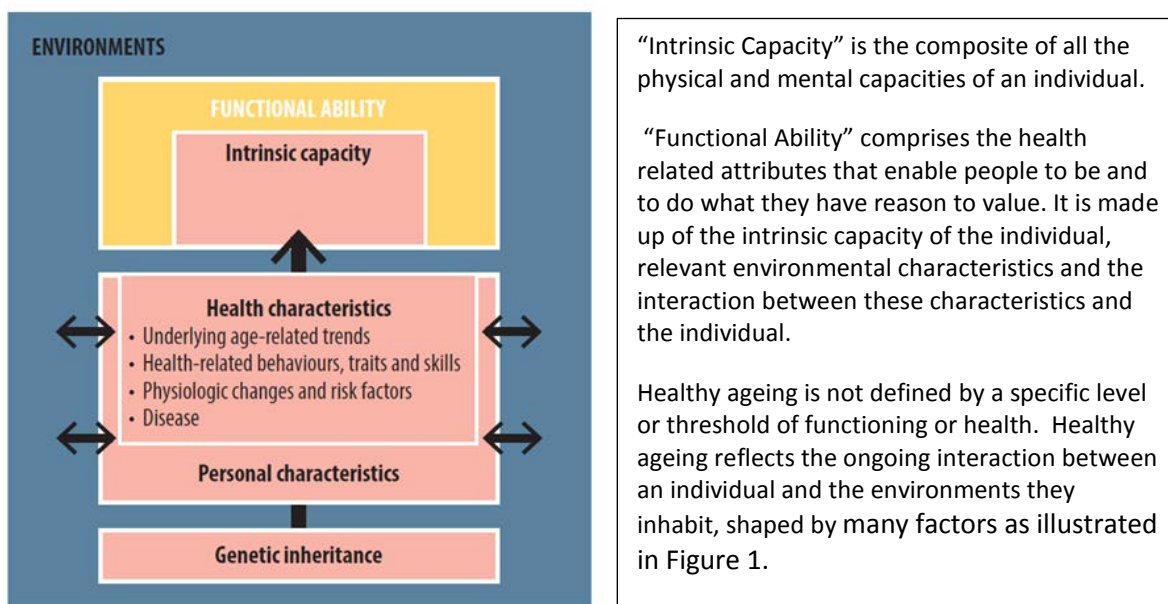 ENVIRONMENTS
FUNCTIONAL ABILITY
Intrinsic capacity
Health characteristics
• Underlying age-related trends
• Health-related behaviours, traits and skills
• Physiologic changes and risk factors
• Disease
Personal characteristics
Genetic inheritance
“Intrinsic Capacity” is the composite of all the
physical and mental capacities of an individual.
“Functional Ability” comprises the health
related attributes that enable people to be and
to do what they have reason to value. It is made
up of the intrinsic capacity of the individual,
relevant environmental characteristics and the
interaction between these characteristics and
the individual.
Healthy ageing is not defined by a specific level
or threshold of functioning or health. Healthy
ageing reflects the ongoing interaction between
an individual and the environments they
inhabit, shaped by many factors as illustrated
in Figure 1.